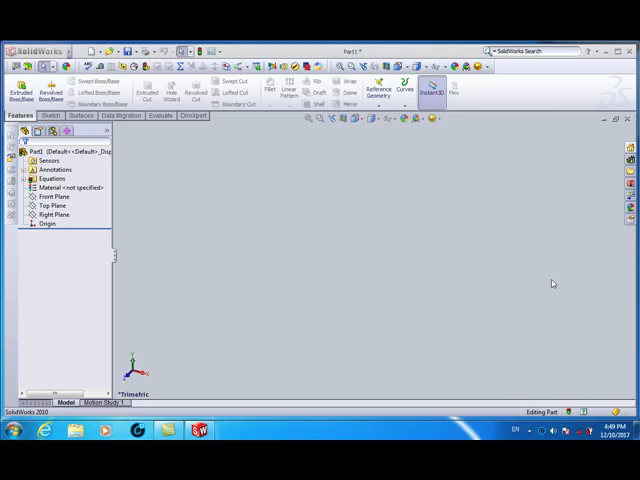 SolidWorks
Part1 *
SolidWorks Search
Extruded Boss/Base
Revolved Boss/Base
Swept Boss/Base
Lofted Boss/Base
Boundary Boss/Base
Extruded Cut
Hole Wizard
Revolved Cut
Swept Cut
Lofted Cut
Boundary Cut
Fillet
Linear Pattern
Rib
Draft
Shell
Wrap
Dome
Mirror
Reference Geometry
Curves
Instant3D
Flex
Features
Sketch
Surfaces
Data Migration
Evaluate
DimXpert
Part1 (Default<<Default>_Disp
Sensors
Annotations
Equations
Material <not specified>
Front Plane
Top Plane
Right Plane
Origin
Y
X
Z
*Trimetric
Model
Motion Study 1
SolidWorks 2010
Editing Part
EN
4:49 PM
12/10/2017